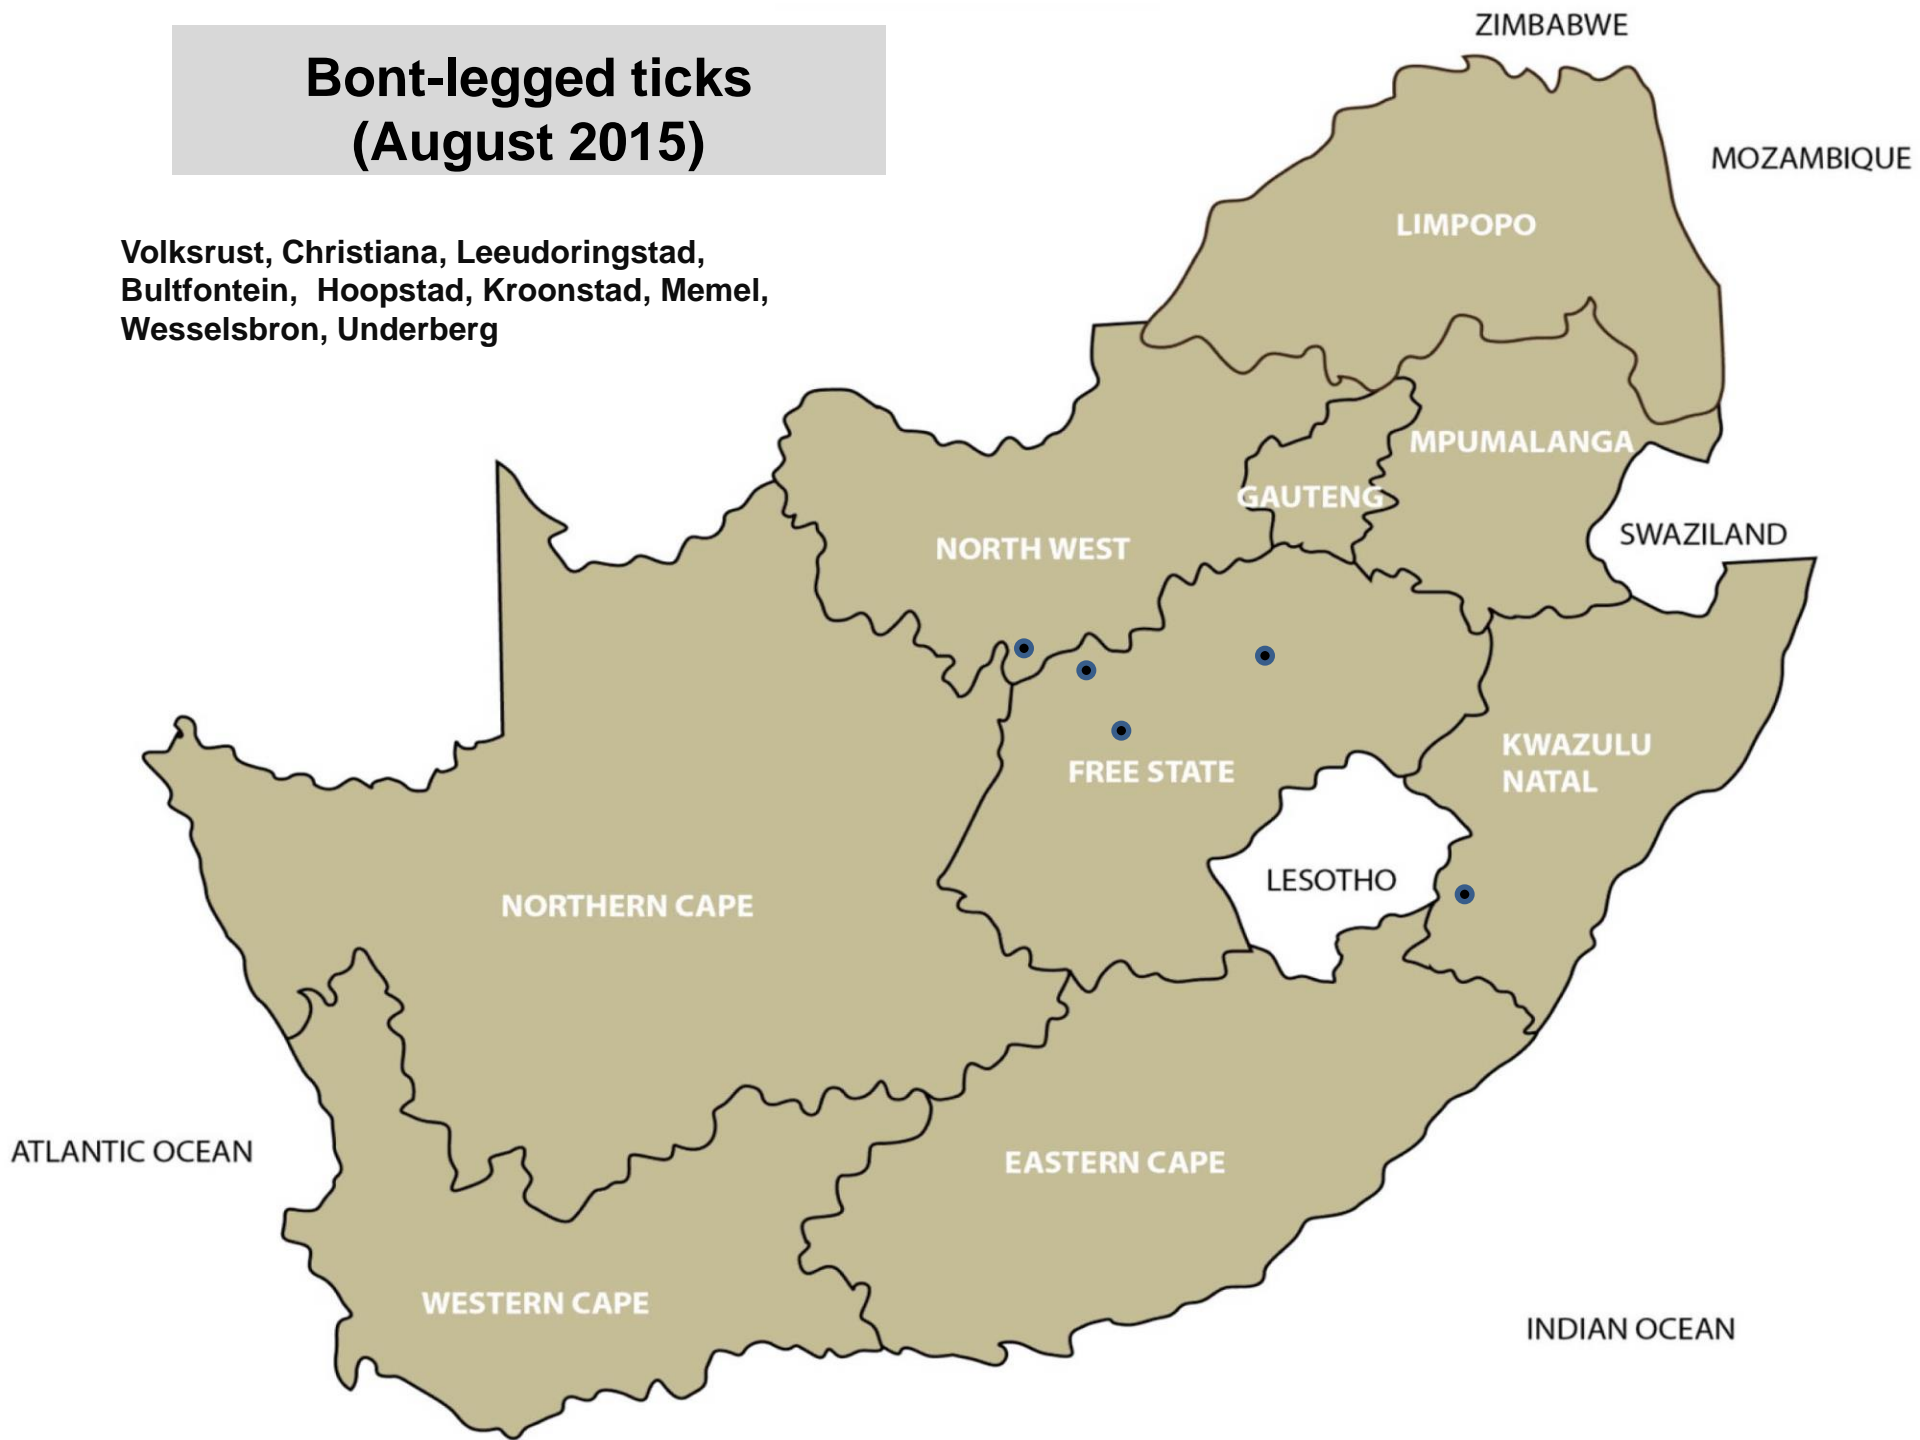 Bont-legged ticks
(August 2015)
Volksrust, Christiana, Leeudoringstad,
Bultfontein, Hoopstad, Kroonstad, Memel,
Wesselsbron, Underberg
ZIMBABWE
MOZAMBIQUE
LIMPOPO
MPUMALANGA
GAUTENG
SWAZILAND
NORTH WEST
KWAZULU
NATAL
FREE STATE
LESOTHO
NORTHERN CAPE
ATLANTIC OCEAN
EASTERN CAPE
WESTERN CAPE
INDIAN OCEAN